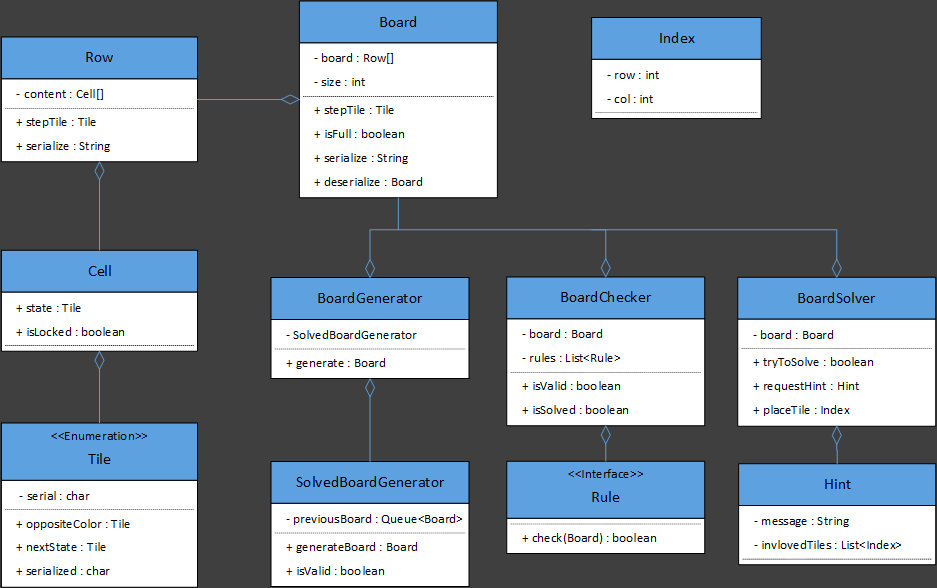 Board
- board : Row[]
- size : int
+ stepTile : Tile
+ isFull : boolean
+ serialize : String
+ deserialize : Board
Index
- row : int
- col : int
Row
- content : Cell[]
+ stepTile : Tile
+ serialize : String
Cell
+ state : Tile
+ isLocked : boolean
BoardGenerator
- SolvedBoardGenerator
+ generate : Board
BoardChecker
- board : Board
- rules : List<Rule>
+ isValid : boolean
+ isSolved : boolean
BoardSolver
- board : Board
+ tryToSolve : boolean
+ requestHint : Hint
+ placeTile : Index
<<Enumeration>>
Tile
- serial : char
+ oppositeColor : Tile
+ nextState : Tile
+ serialized : char
SolvedBoardGenerator
- previousBoard : Queue<Board>
+ generateBoard : Board
+ isValid : boolean
<<Interface>>
Rule
+ check(Board) : boolean
Hint
- message : String
- invlovedTiles : List<Index>